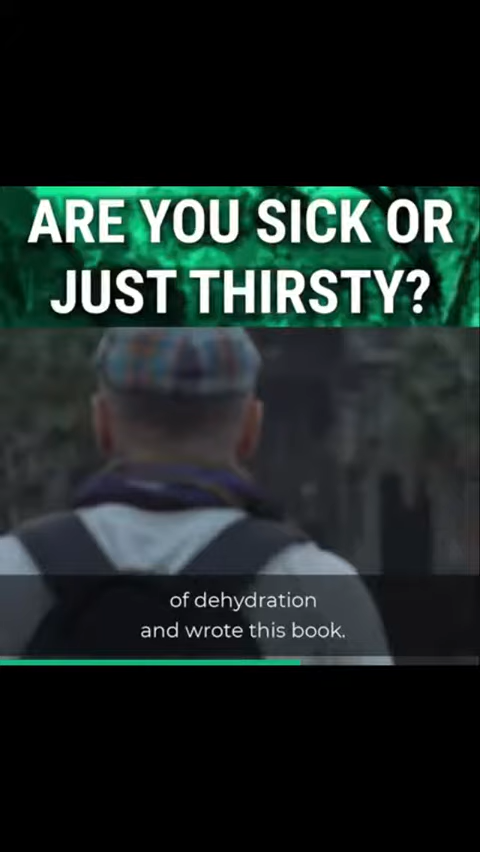 ARE YOU SICK OR
JUST THIRSTY?
of dehydration
and wrote this book.